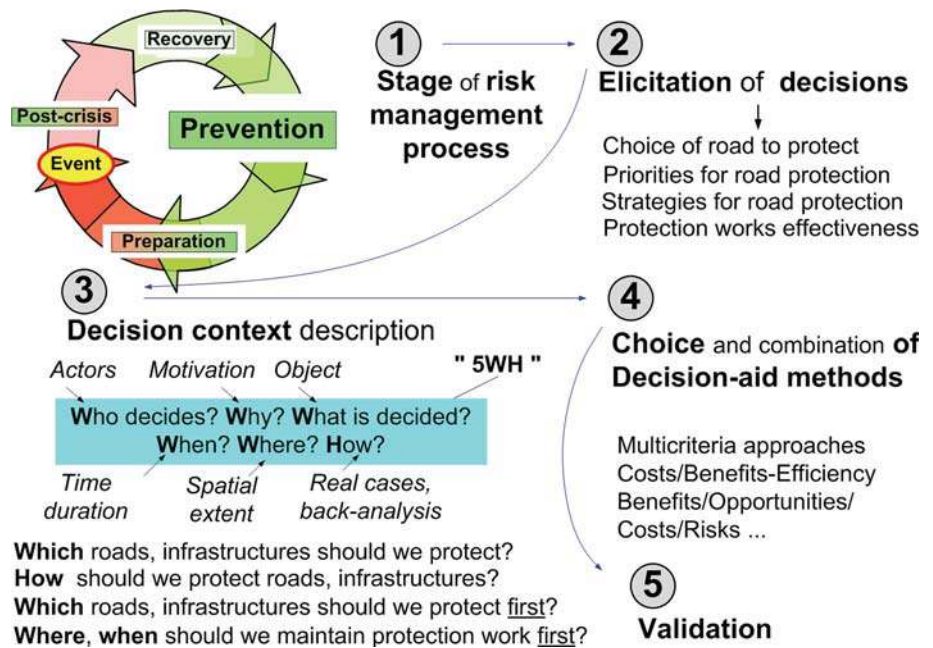 Recovery
Post-crisis
Prevention
Event
Preparation
1
Stage of risk
management
process
2
Elicitation of decisions
Choice of road to protect
Priorities for road protection
Strategies for road protection
Protection works effectiveness
3
Decision context description
Actors Motivation Object " 5WH "
Who decides? Why? What is decided?
When? Where? How?
Time
duration
Spatial
extent
Real cases,
back-analysis
Which roads, infrastructures should we protect?
How should we protect roads, infrastructures?
Which roads, infrastructures should we protect first?
Where, when should we maintain protection work first?
4
Choice and combination of
Decision-aid methods
Multicriteria approaches
Costs/Benefits-Efficiency
Benefits/Opportunities/
Costs/Risks ...
5
Validation